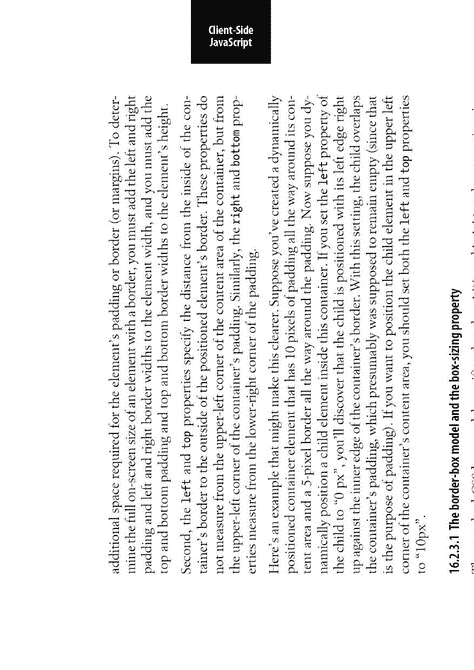 Client-Side
JavaScript
additional space required for the element's padding or border (or margins). To deter-
mine the full on-screen size of an element with a border, you must add the left and right
padding and left and right border widths to the element width, and you must add the
top and bottom padding and top and bottom border widths to the element's height.
Second, the left and top properties specify the distance from the inside of the con-
tainer's border to the outside of the positioned element's border. These properties do
not measure from the upper-left corner of the content area of the container, but from
the upper-left corner of the container's padding. Similarly, the right and bottom prop-
erties measure from the lower-right corner of the padding.
Here's an example that might make this clearer. Suppose you've created a dynamically
positioned container element that has 10 pixels of padding all the way around its con-
tent area and a 5-pixel border all the way around the padding. Now suppose you dy-
namically position a child element inside this container. If you set the left property of
the child to "0 px", you'll discover that the child is positioned with its left edge right
up against the inner edge of the container's border. With this setting, the child overlaps
the container's padding, which presumably was supposed to remain empty (since that
is the purpose of padding). If you want to position the child element in the upper left
corner of the container's content area, you should set both the left and top properties
to "10px".
16.2.3.1 The border-box model and the box-sizing property